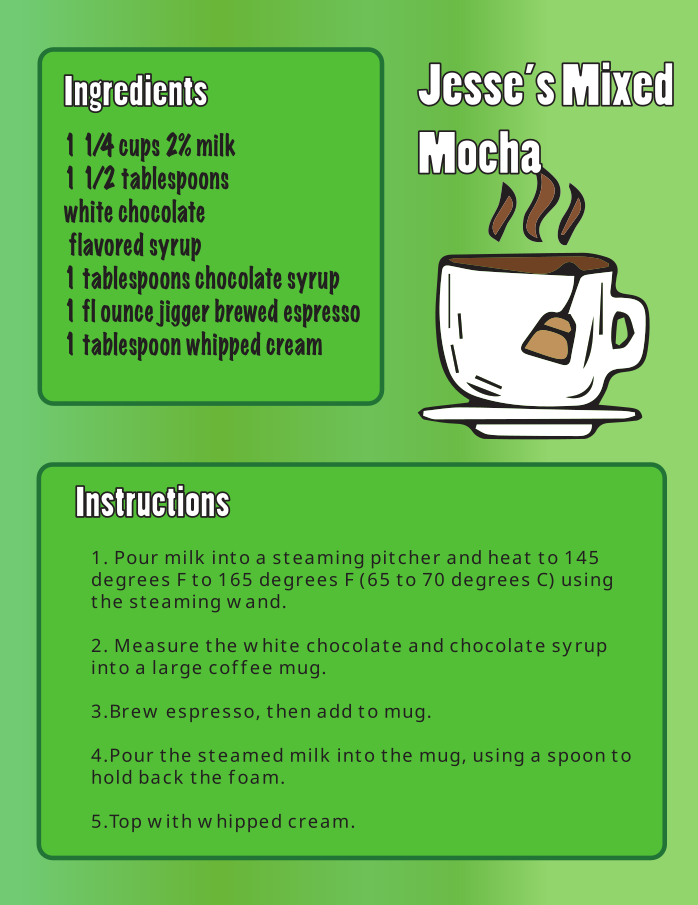 Jesse's Mixed
Mocha
Ingredients
1 1/4 cups 2% milk
1 1/2 tablespoons
white chocolate
flavored syrup
1 tablespoons chocolate syrup
1 fl ounce jigger brewed espresso
1 tablespoon whipped cream
Instructions
1. Pour milk into a steaming pitcher and heat to 145
degrees F to 165 degrees F (65 to 70 degrees C) using
the steaming wand.
2. Measure the white chocolate and chocolate syrup
into a large coffee mug.
3.Brew espresso, then add to mug.
4.Pour the steamed milk into the mug, using a spoon to
hold back the foam.
5.Top with whipped cream.